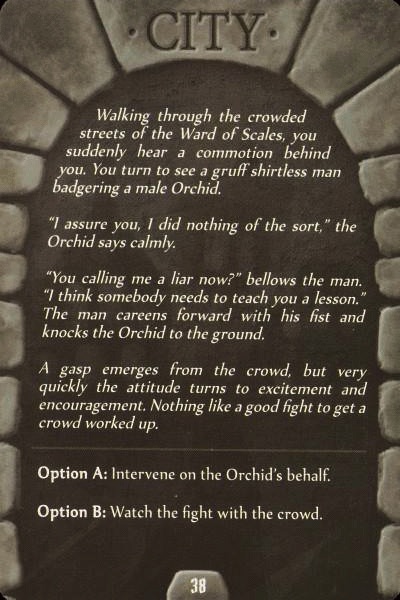 · CITY ·
Walking through the crowded
streets of the Ward of Scales, you
suddenly hear a commotion behind
you. You turn to see a gruff shirtless man
badgering a male Orchid.
“I assure you, I did nothing of the sort,” the
Orchid says calmly.
“You calling me a liar now?” bellows the man.
“I think somebody needs to teach you a lesson.”
The man careens forward with his fist and
knocks the Orchid to the ground.
A gasp emerges from the crowd, but very
quickly the attitude turns to excitement and
encouragement. Nothing like a good fight to get a
crowd worked up.
Option A: Intervene on the Orchid’s behalf.
Option B: Watch the fight with the crowd.
38